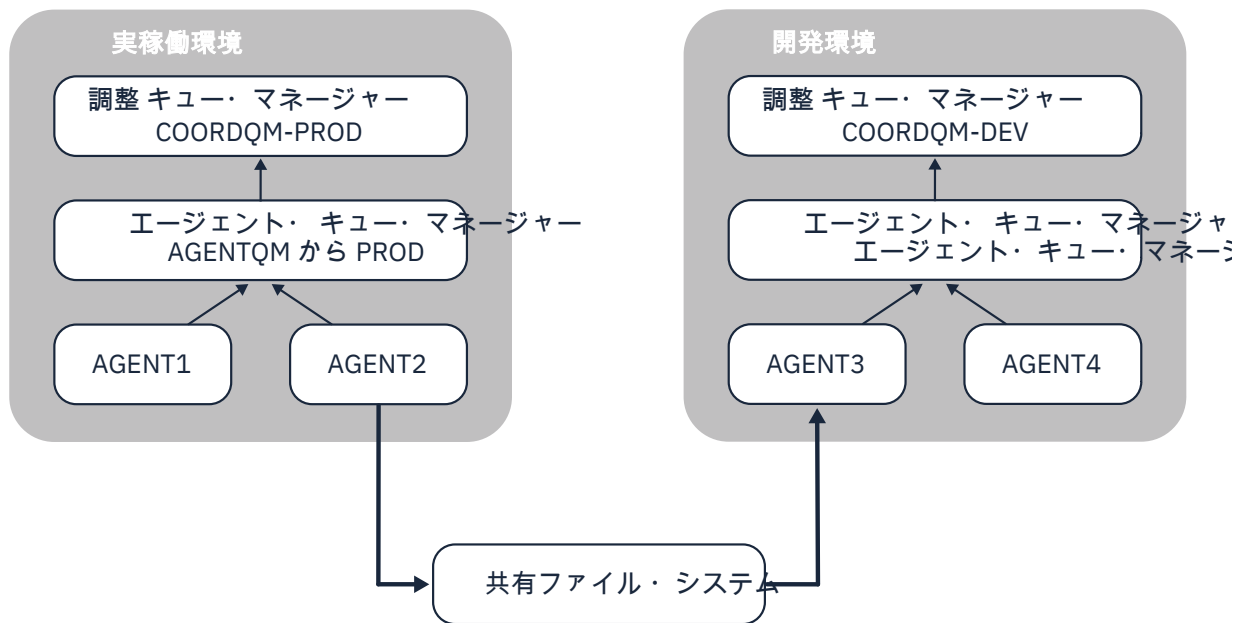 実稼働環境
調整 キュー・ マネージャー
COORDQM-PROD
エージェント・ キュー・ マネージャー
AGENTQM から PROD
AGENT1
AGENT2
開発環境
調整 キュー・ マネージャー
COORDQM-DEV
エージェント・ キュー・ マネージャ
エージェント・キュー・マネー
AGENT3
AGENT4
共有ファイル・ システム